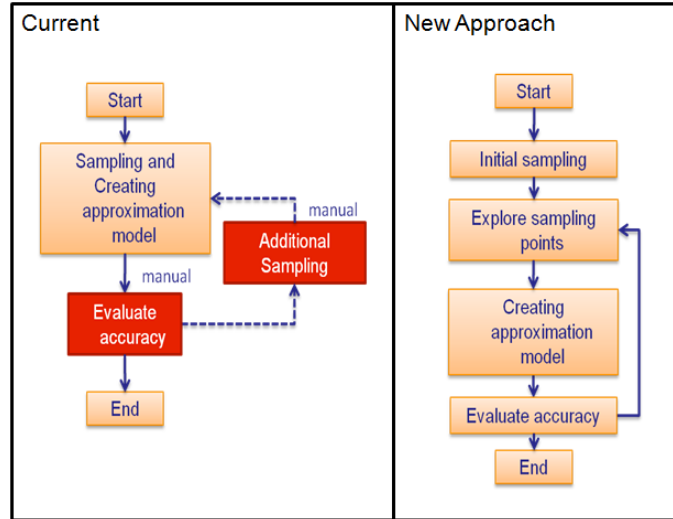 Current
Start
Sampling and
Creating
approximation
model
manual
Additional
Sampling
manual
Evaluate
accuracy
End
New Approach
Start
Initial sampling
Explore sampling
points
Creating
approximation
model
Evaluate accuracy
End